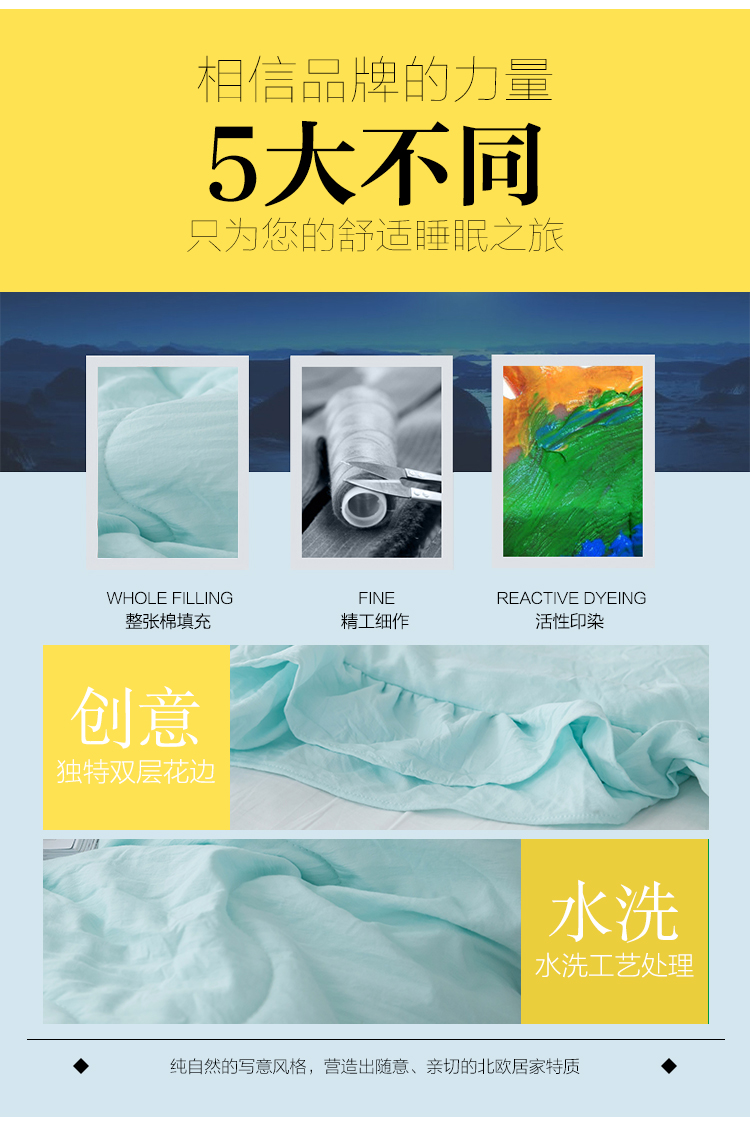 相信品牌的力量
5大不同
只为您的舒适睡眠之旅
WHOLE FILLING
整张棉填充
FINE
精工细作
REACTIVE DYEING
活性印染
创意
独特双层花边
水洗
水洗工艺处理
纯自然的写意风格，营造出随意、亲切的北欧居家特质